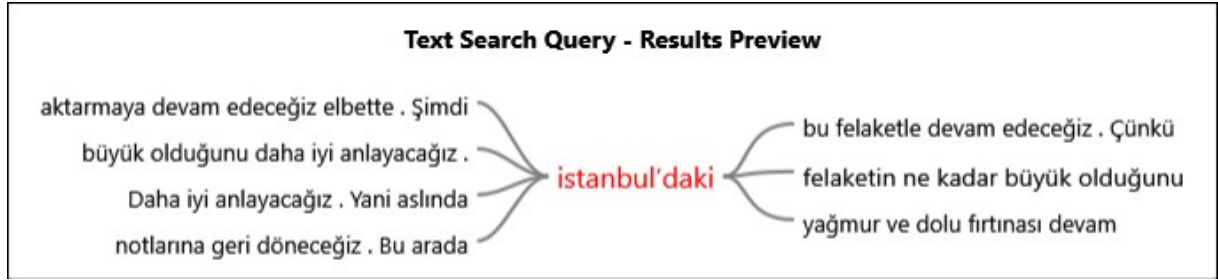 Text Search Query - Results Preview
aktarmaya devam edeceğiz elbette . Şimdi
büyük olduğunu daha iyi anlayacağız .
Daha iyi anlayacağız . Yani aslında
notlarına geri döneceğiz . Bu arada
istanbul'daki
bu felaketle devam edeceğiz . Çünkü
felaketin ne kadar büyük olduğunu
yağmur ve dolu fırtınası devam